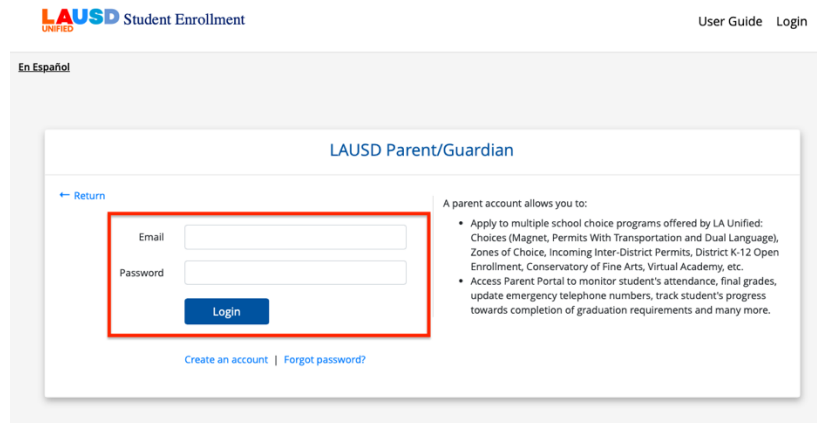 LAUSD Student Enrollment
UNIFIED
User Guide Login
En Español
LAUSD Parent/Guardian
← Return
Email
Password
Login
Create an account | Forgot password?
A parent account allows you to:
• Apply to multiple school choice programs offered by LA Unified:
Choices (Magnet, Permits With Transportation and Dual Language),
Zones of Choice, Incoming Inter-District Permits, District K-12 Open
Enrollment, Conservatory of Fine Arts, Virtual Academy, etc.
• Access Parent Portal to monitor student's attendance, final grades,
update emergency telephone numbers, track student's progress
towards completion of graduation requirements and many more.